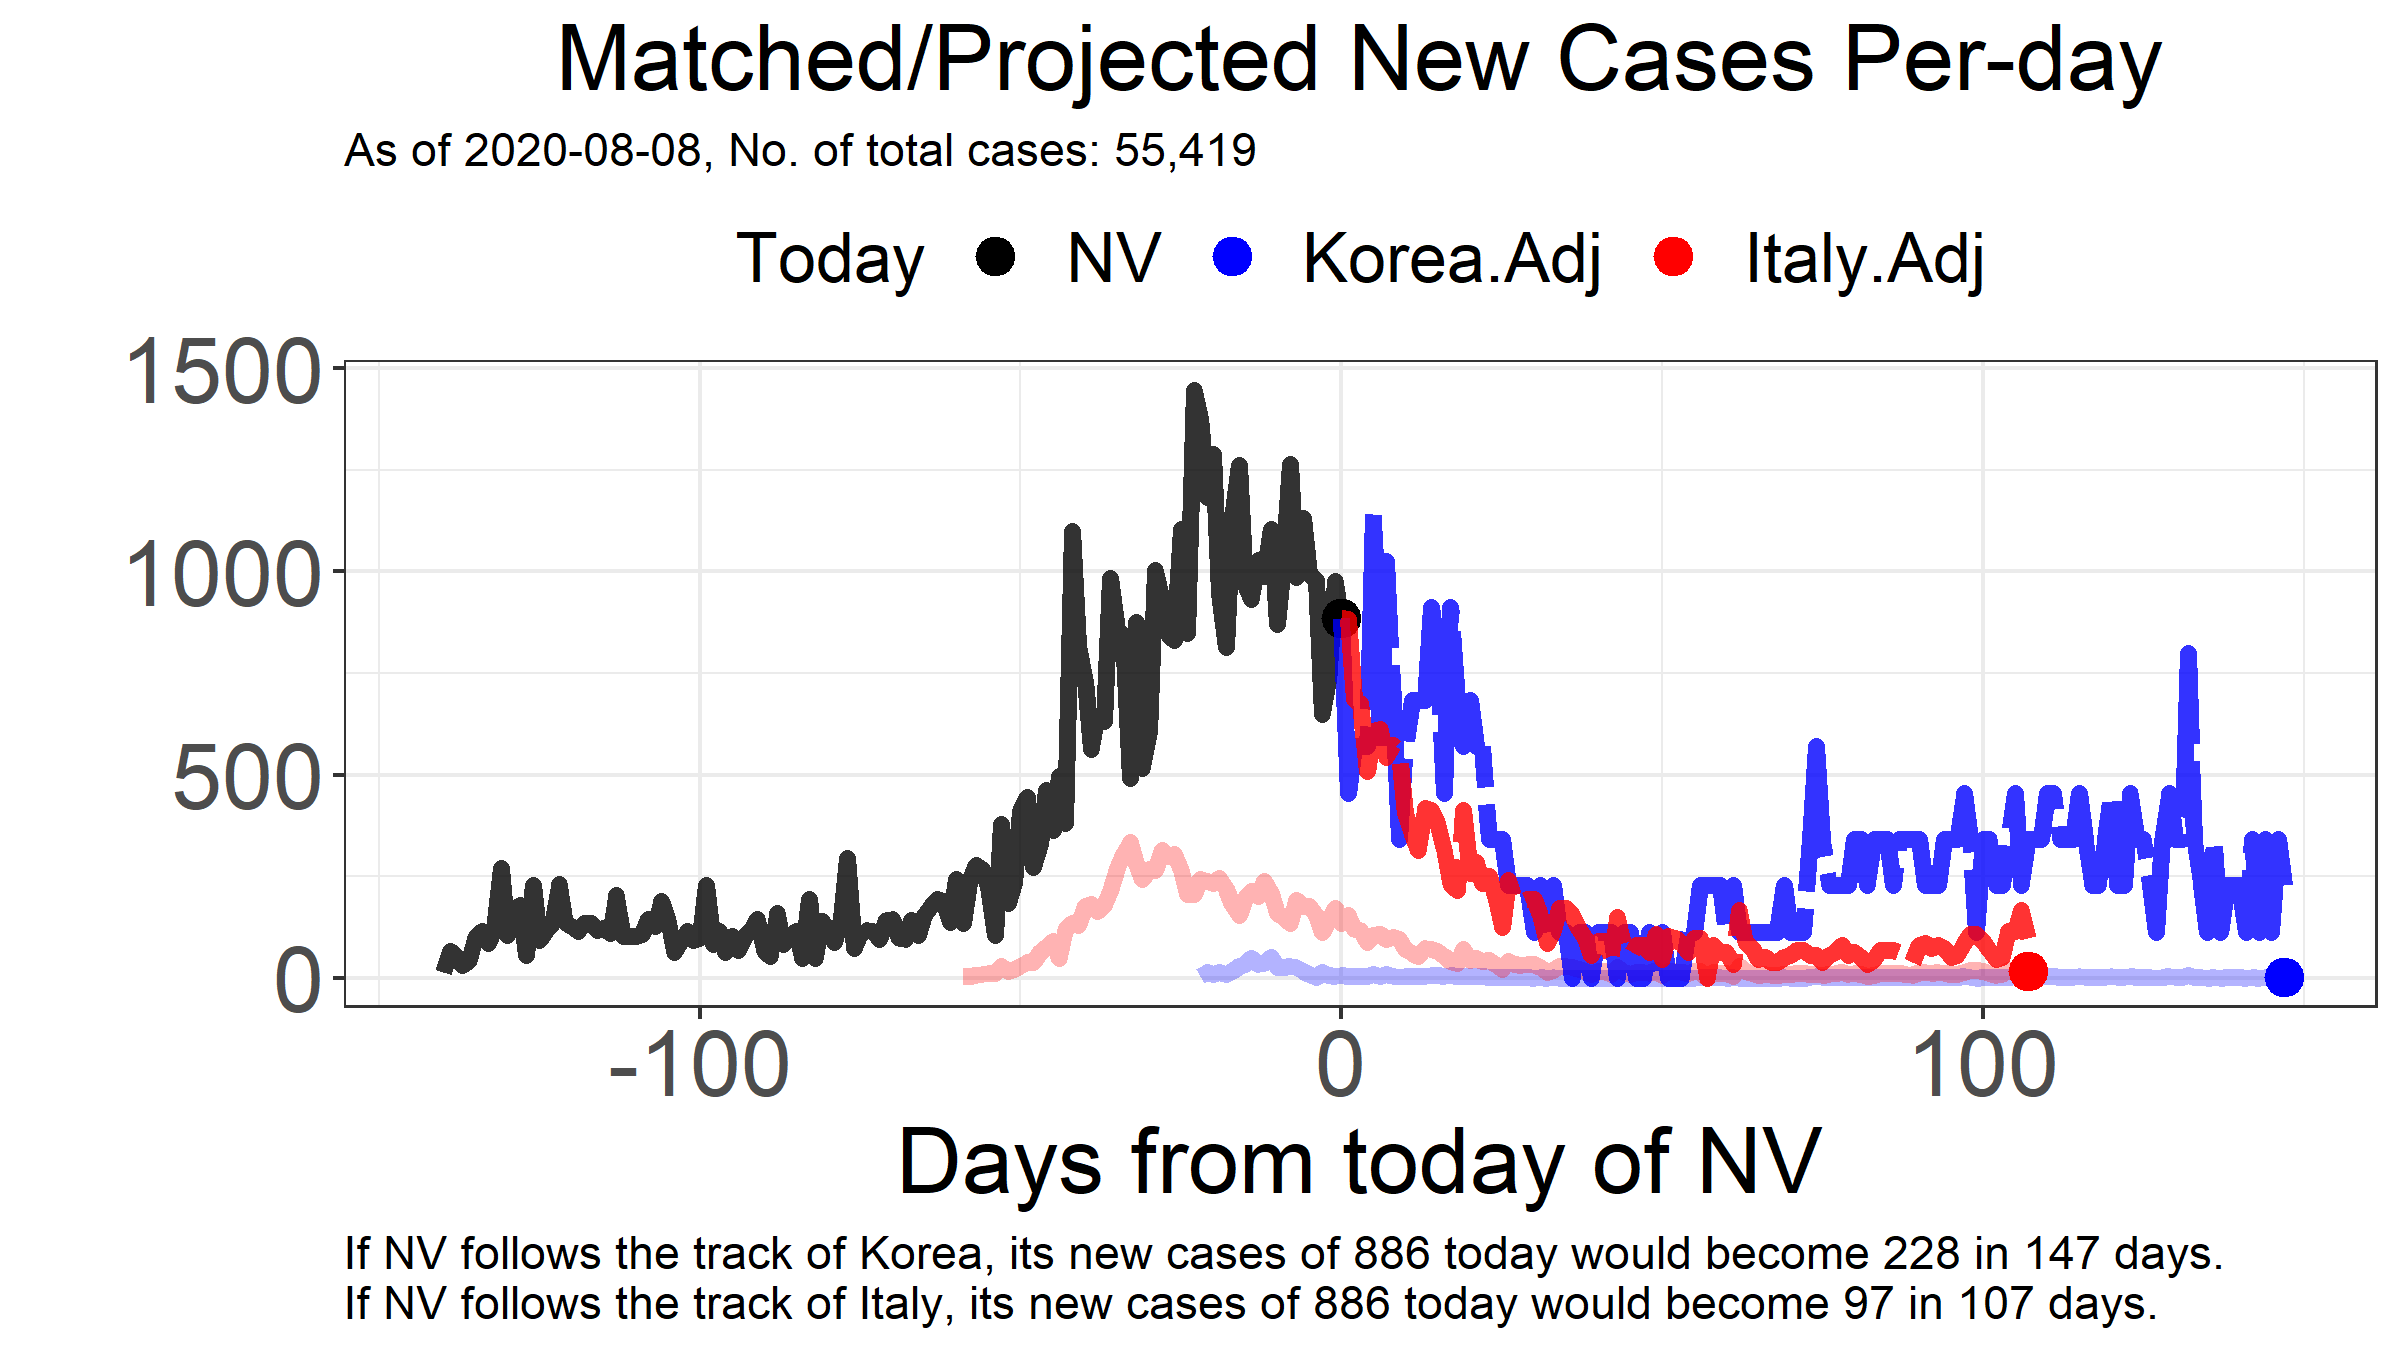 Matched/Projected New Cases Per-day
As of 2020-08-08, No. of total cases: 55,419
Today NV Korea.Adj Italy.Adj
1500
1000
500
0
-100 0 100
Days from today of NV
If NV follows the track of Korea, its new cases of 886 today would become 228 in 147 days.
If NV follows the track of Italy, its new cases of 886 today would become 97 in 107 days.